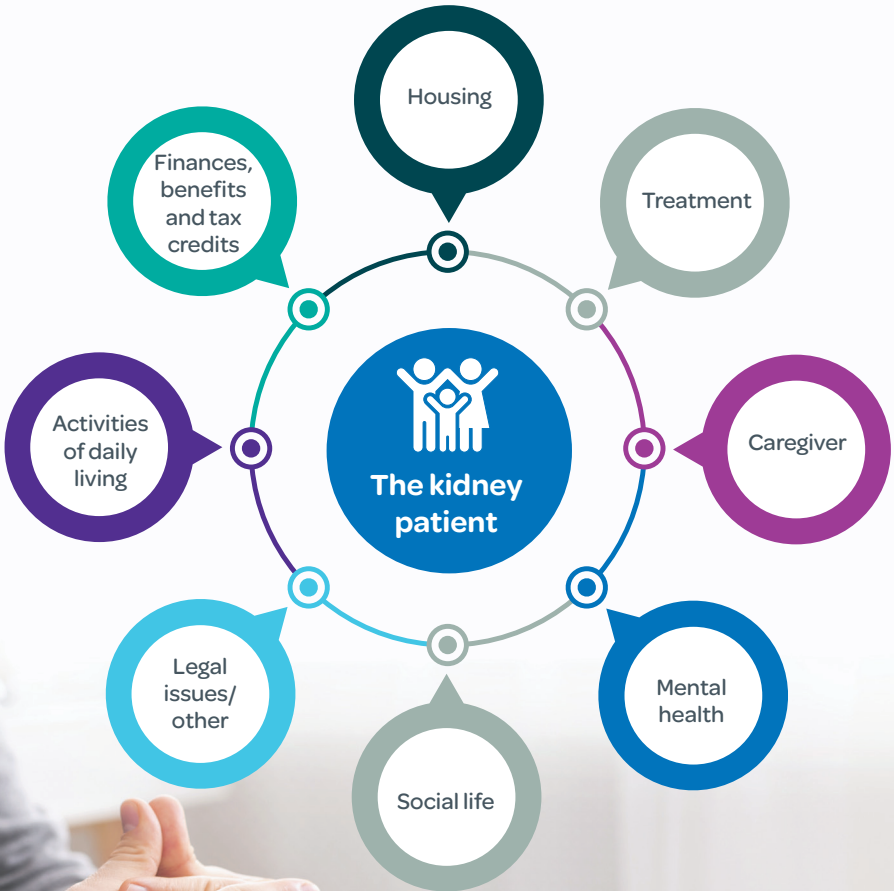 Housing
Treatment
Caregiver
Mental
health
Social life
Legal
issues/
other
Activities
of daily
living
Finances,
benefits
and tax
credits
The kidney
patient